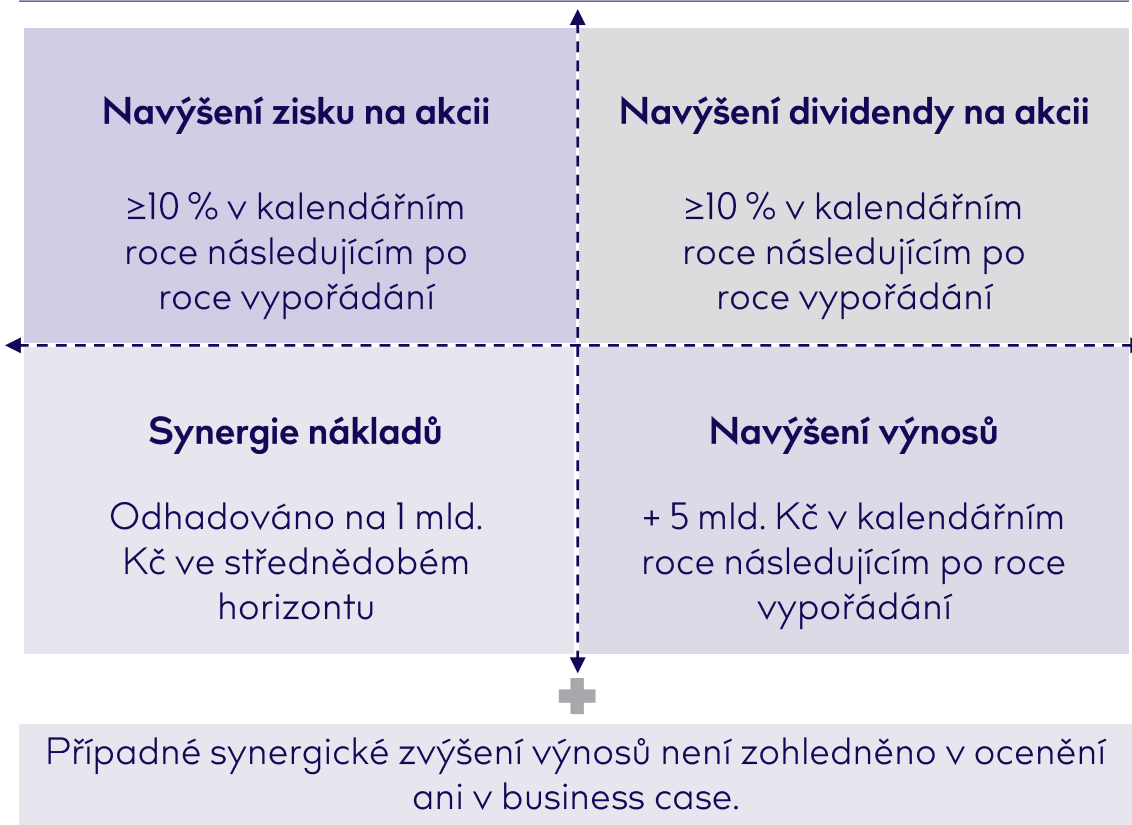 Navýšení zisku na akcii
≥10 % v kalendářním
roce následujícím po
roce vypořádání
Navýšení dividendy na akcii
≥10 % v kalendářním
roce následujícím po
roce vypořádání
Synergie nákladů
Odhadováno na 1 mld.
Kč ve střednědobém
horizontu
Navýšení výnosů
+ 5 mld. Kč v kalendářním
roce následujícím po roce
vypořádání
Případné synergické zvýšení výnosů není zohledněno v ocenění
ani v business case.